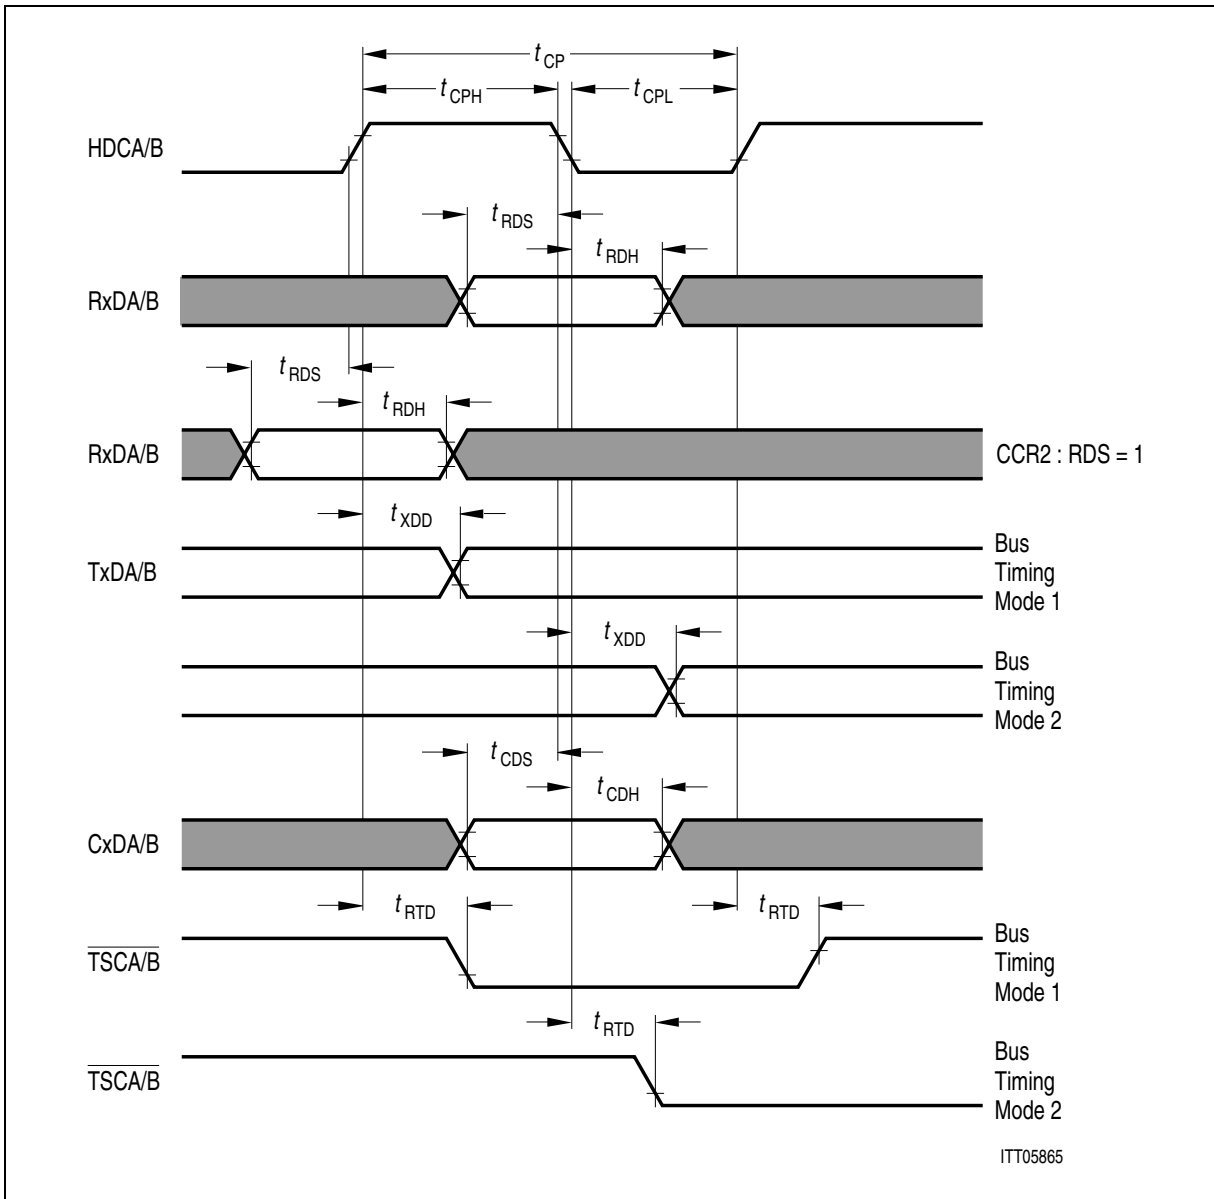 tCP
tCPH tCPL
HDCA/B
tRDS
tRDH
RxDA/B
tRDS
tRDH
RxDA/B CCR2 : RDS = 1
tXDD
Bus
TxDA/B Timing
Mode 1
tXDD
Bus
Timing
Mode 2
tCDS
tCDH
CxDA/B
tRTD tRTD
Bus
TSCA/B Timing
Mode 1
tRTD
Bus
TSCA/B Timing
Mode 2
ITT05865